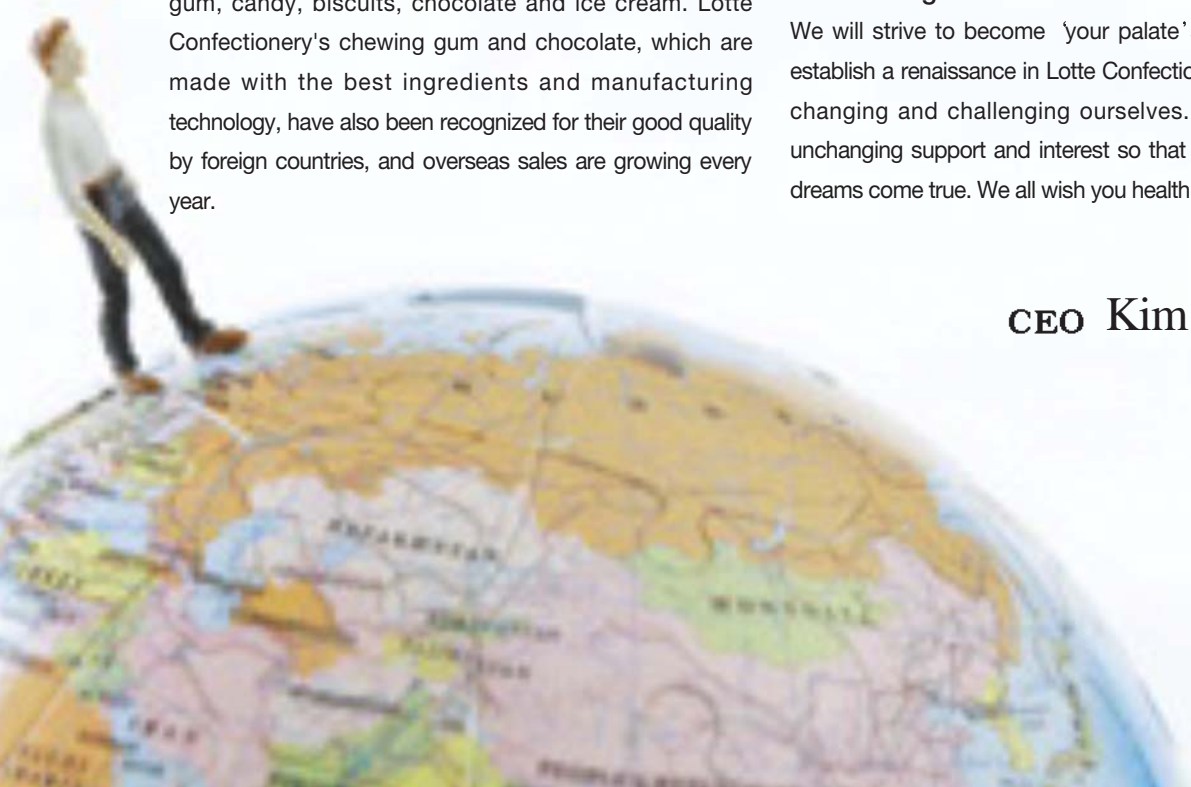 gum, candy, biscuits, chocolate and ice cream. Lotte
Confectionery's chewing gum and chocolate, which are
made with the best ingredients and manufacturing
technology, have also been recognized for their good quality
by foreign countries, and overseas sales are growing every
year.
We will strive to become ‘your palate’
establish a renaissance in Lotte
changing and challenging ourselves.
unchanging support and interest so that
dreams come true. We all wish you health
CEO Kim
KAZAKHSTAN
MONGOLIA
IRAN